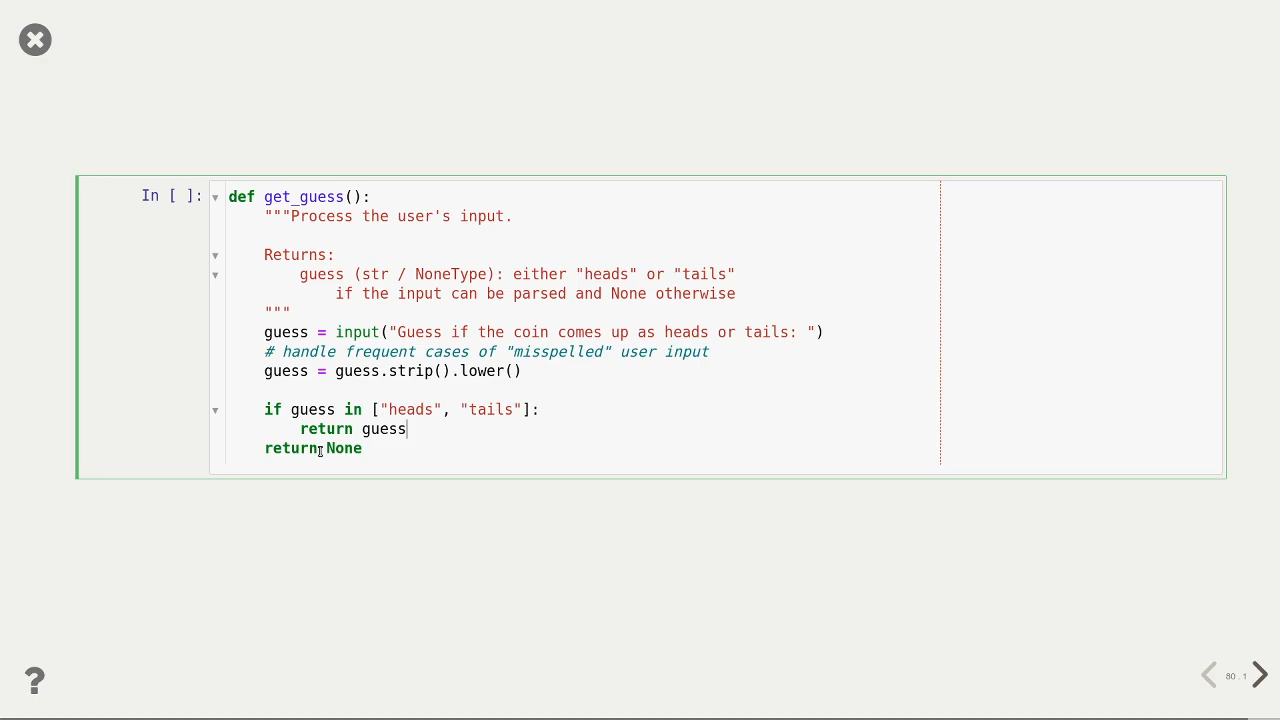 In [ ]:
def get_guess():
    """Process the user's input.

    Returns:
        guess (str / NoneType): either "heads" or "tails"
            if the input can be parsed and None otherwise
    """
    guess = input("Guess if the coin comes up as heads or tails: ")
    # handle frequent cases of "misspelled" user input
    guess = guess.strip().lower()

    if guess in ["heads", "tails"]:
        return guess
    return None
?
80 . 1